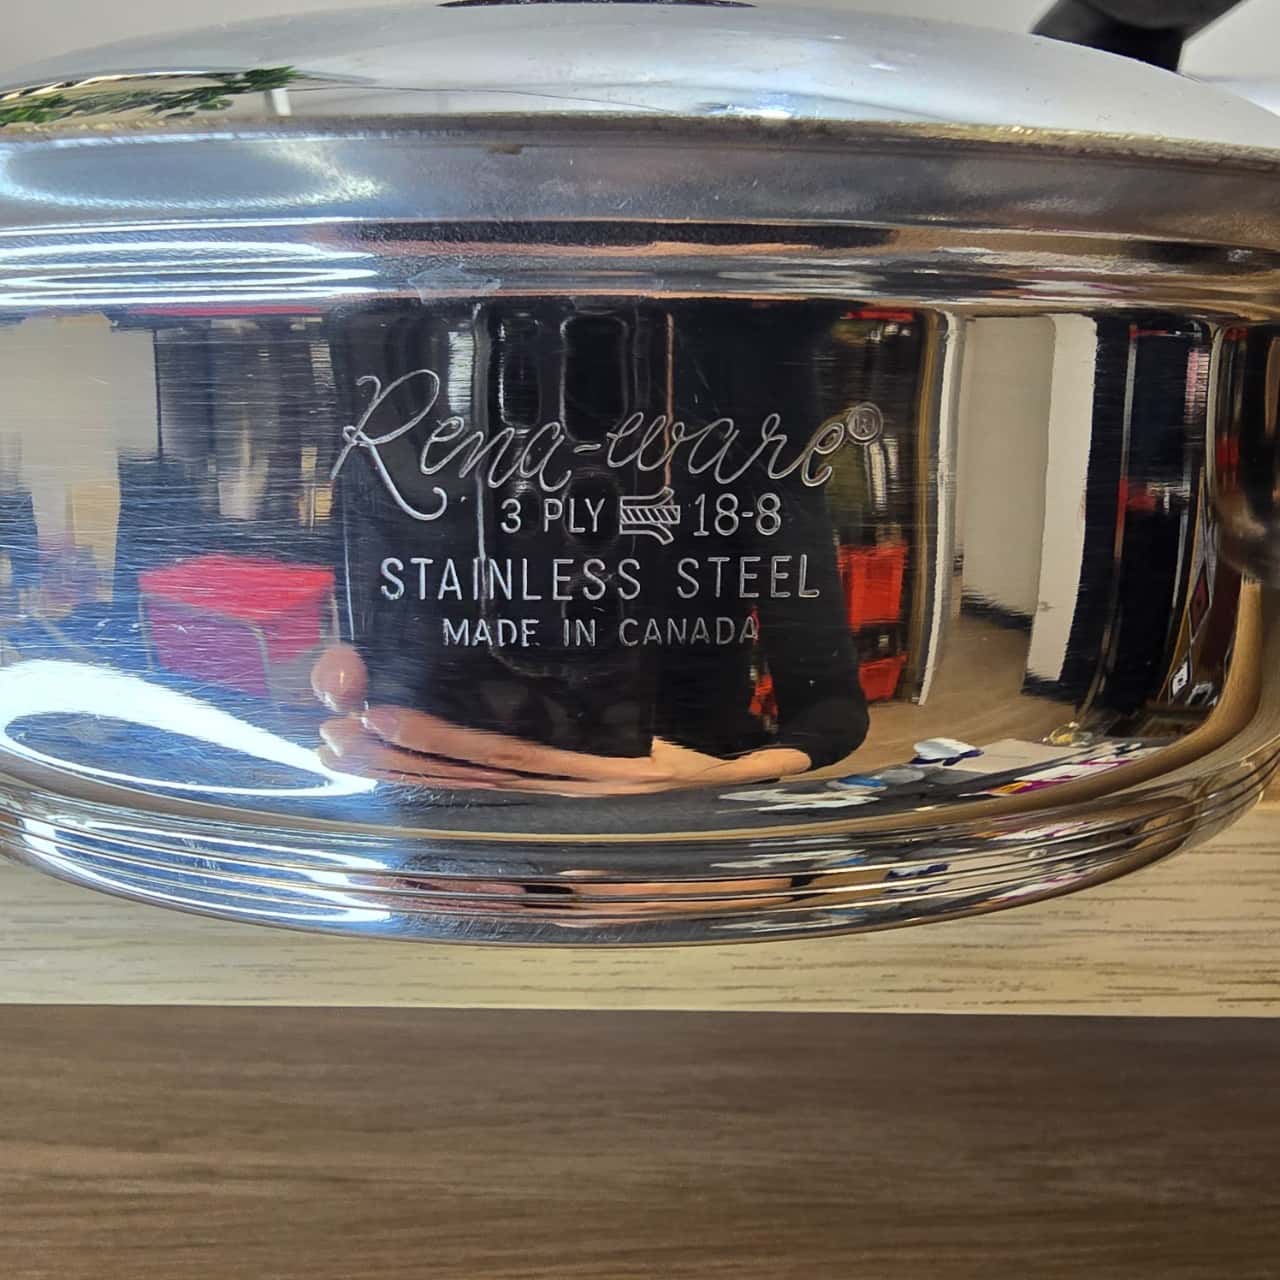 Rena-ware®
3 PLY 18-8
STAINLESS STEEL
MADE IN CANADA